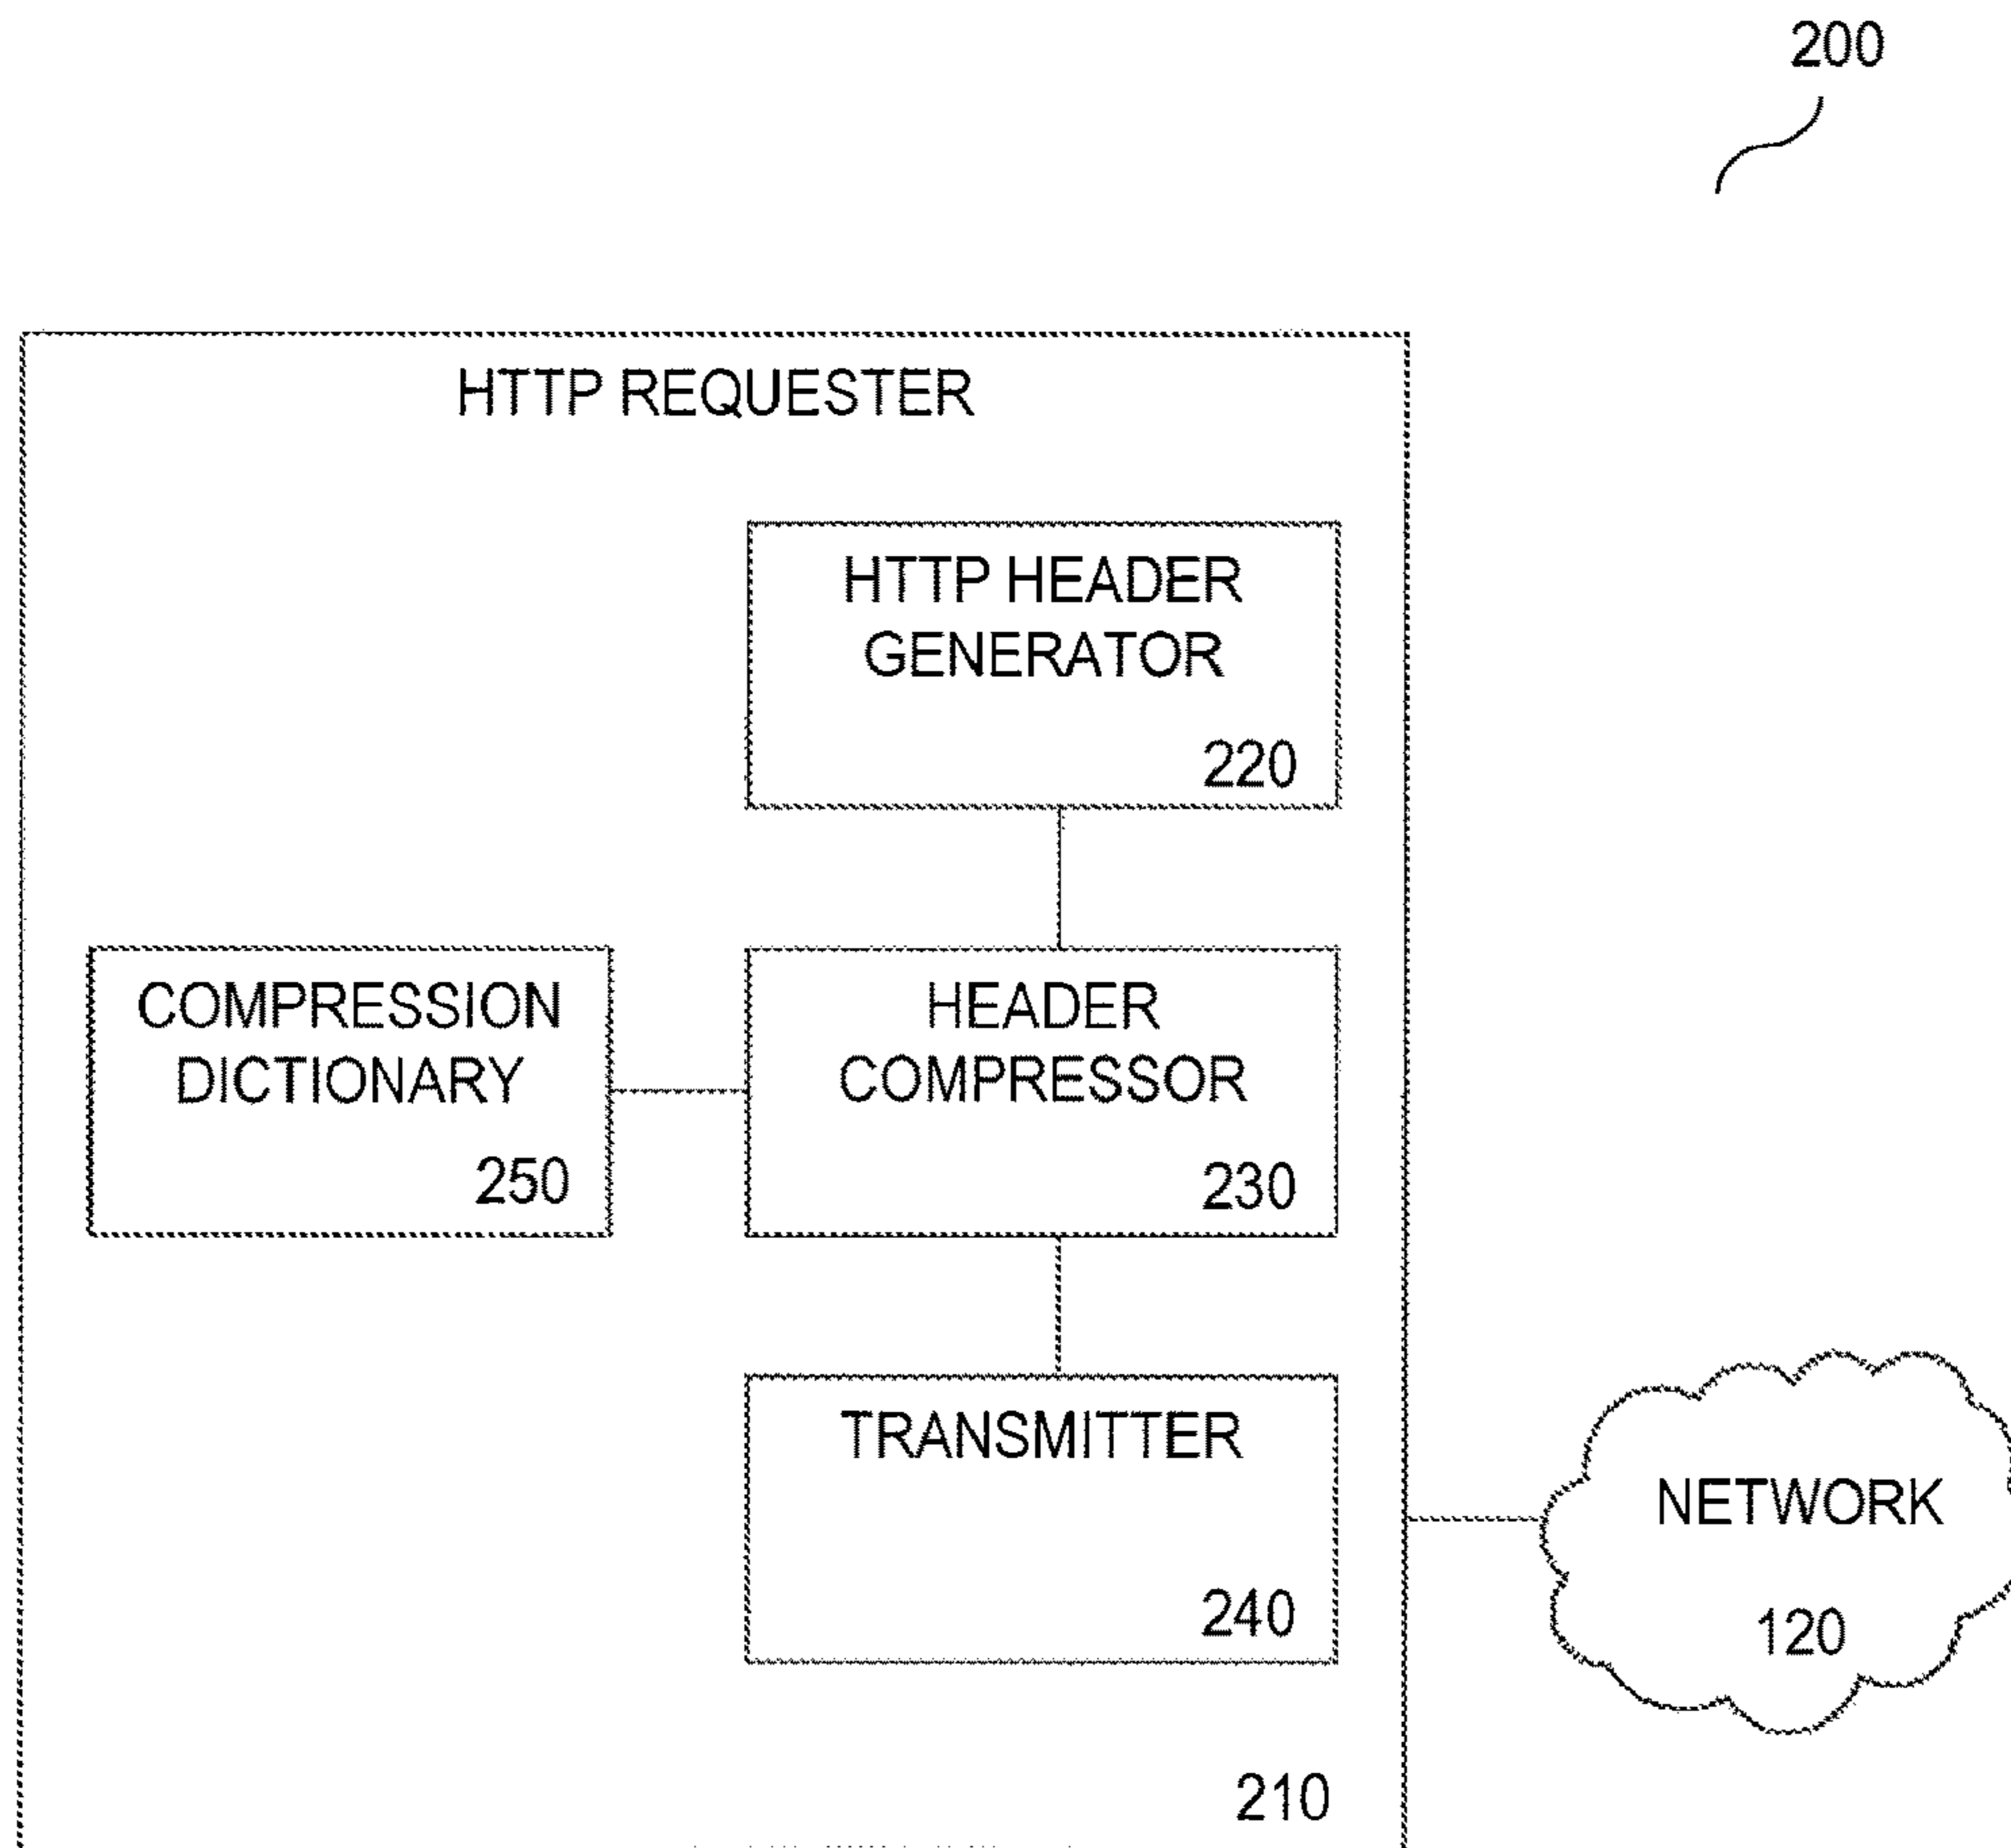 200
HTTP REQUESTER
HTTP HEADER
GENERATOR
220
COMPRESSION
DICTIONARY
250
HEADER
COMPRESSOR
230
TRANSMITTER
240
NETWORK
120
210